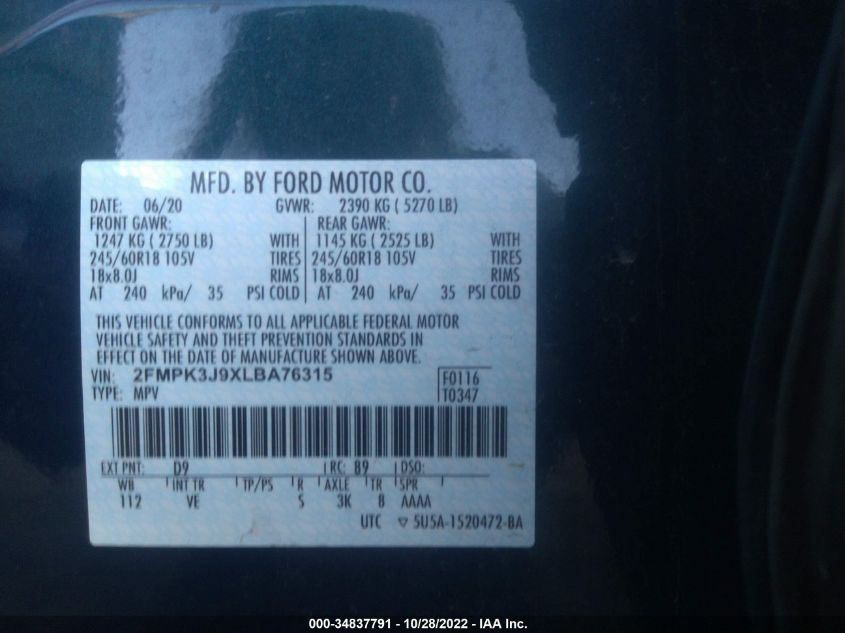 MFD. BY FORD MOTOR CO.
DATE: 06/20 GVWR: 2390 KG ( 5270 LB)
FRONT GAWR: REAR GAWR:
1247 KG ( 2750 LB) WITH 1145 KG ( 2525 LB) WITH
245/60R18 105V TIRES 245/60R18 105V TIRES
18x8.0J RIMS 18x8.0J RIMS
AT 240 kPa/ 35 PSI COLD AT 240 kPa/ 35 PSI COLD
THIS VEHICLE CONFORMS TO ALL APPLICABLE FEDERAL MOTOR
VEHICLE SAFETY AND THEFT PREVENTION STANDARDS IN
EFFECT ON THE DATE OF MANUFACTURE SHOWN ABOVE.
VIN: 2FMPK3J9XLBA76315 F0116
TYPE: MPV T0347
EXT PNT: D9 RC: 89 DSO:
WB INT TR TP/PS R AXLE TR SPR
112 VE S 3K 8 AAAA
UTC ▽ 5U5A-1520472-BA
000-34837791 - 10/28/2022 - IAA Inc.